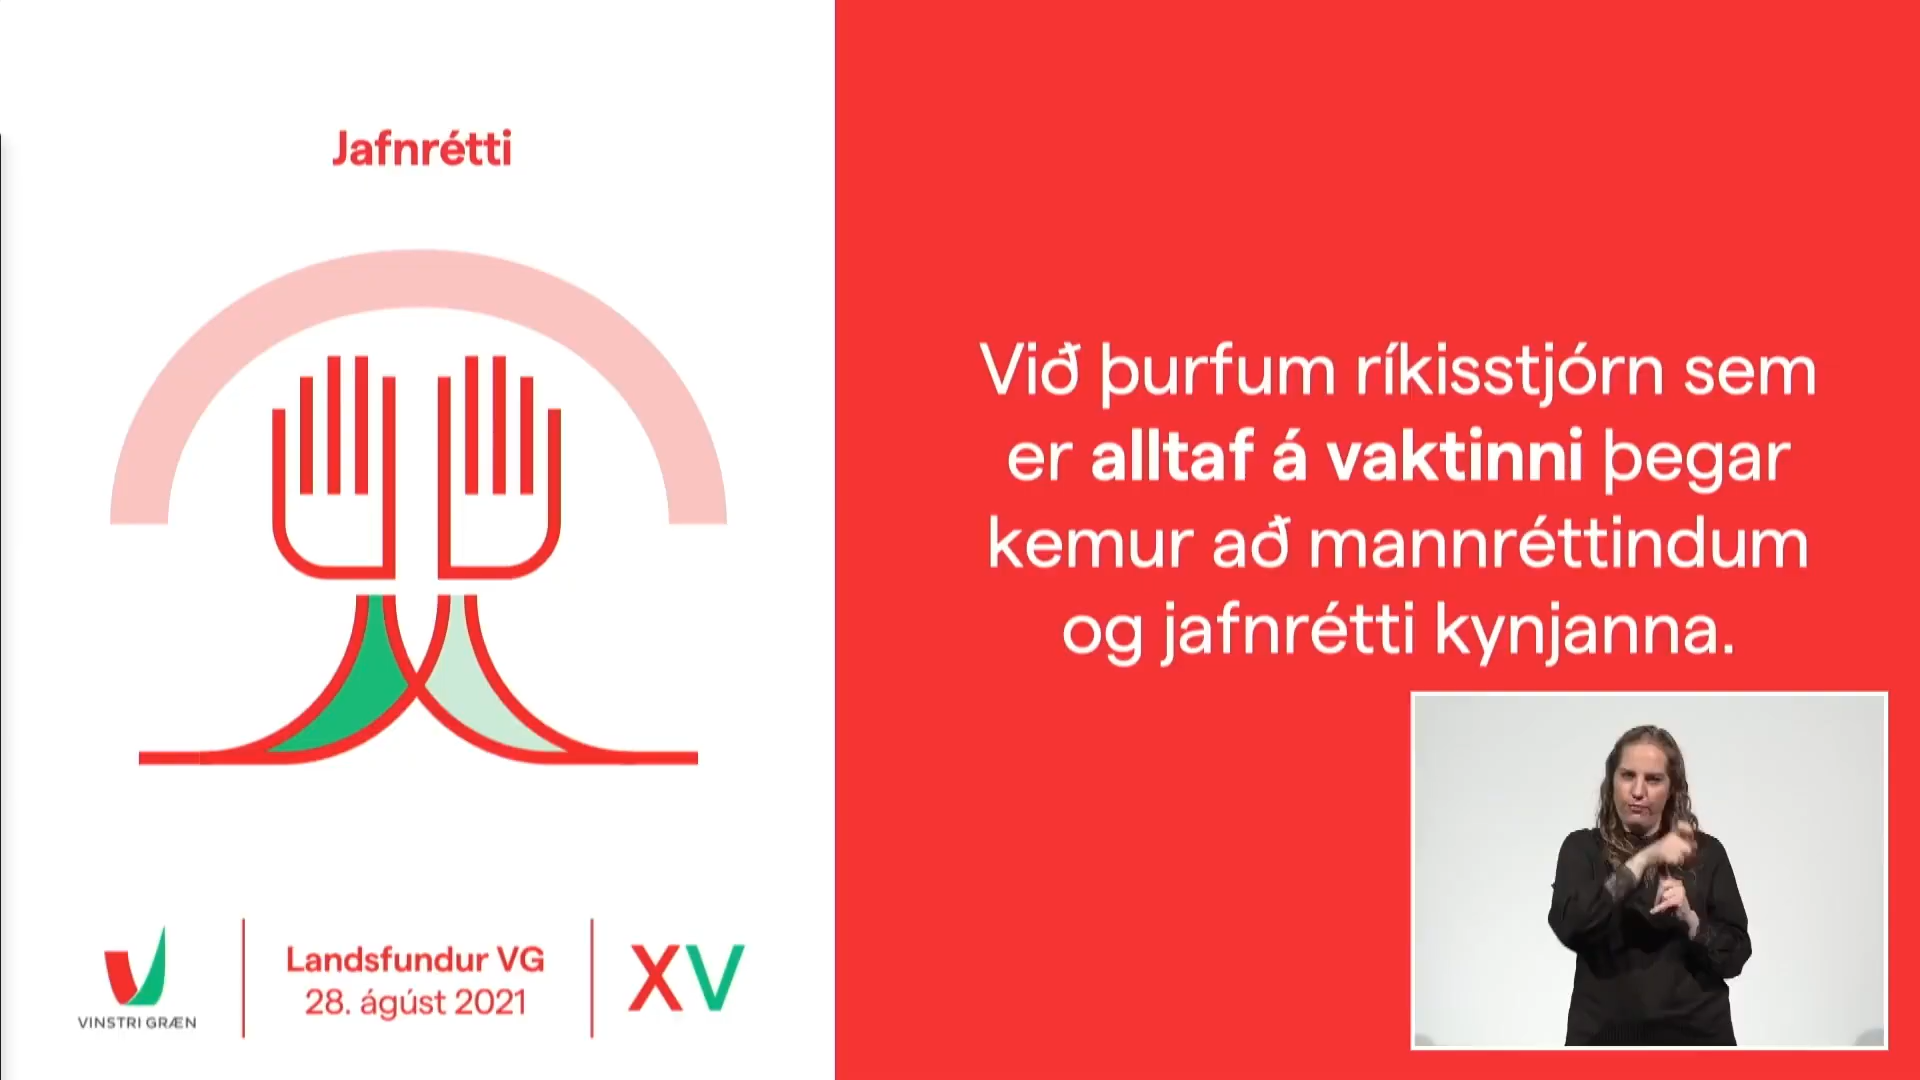 Jafnrétti
Við þurfum ríkisstjórn sem
er alltaf á vaktinni þegar
kemur að mannréttindum
og jafnrétti kynjanna.
VINSTRI GRÆN
Landsfundur VG
28. ágúst 2021
XV